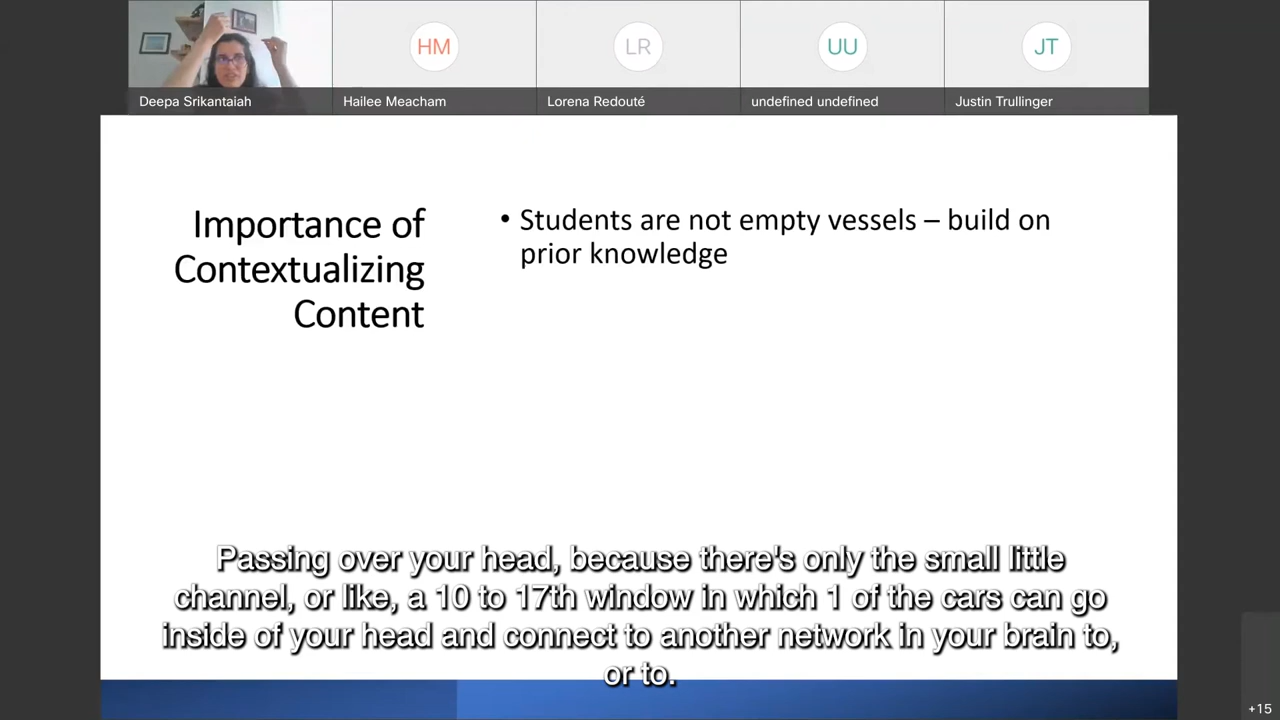 HM
LR
UU
JT
Deepa Srikantaiah
Hailee Meacham
Lorena Redouté
undefined undefined
Justin Trullinger
Importance of
Contextualizing
Content
• Students are not empty vessels – build on
prior knowledge
Passing over your head, because there's only the small little
channel, or like, a 10 to 17th window in which 1 of the cars can go
inside of your head and connect to another network in your brain to,
or to.
+15